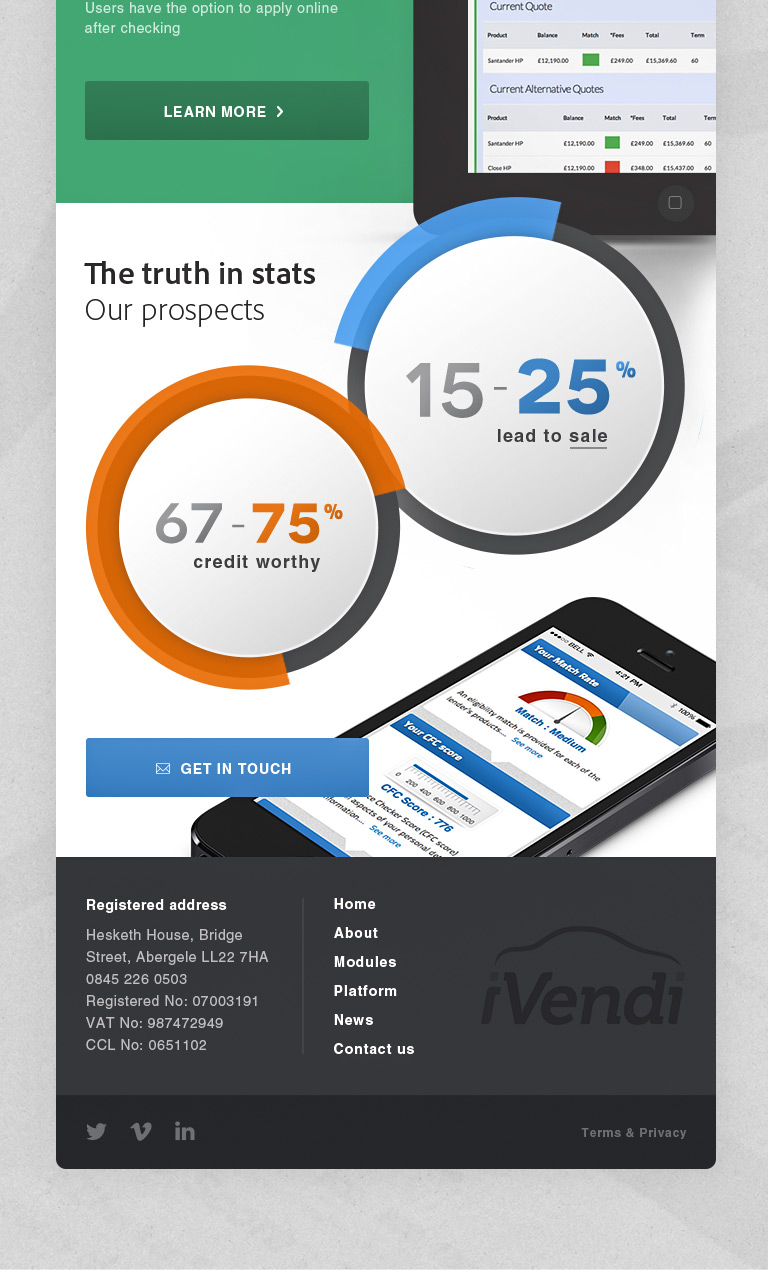 Users have the option to apply online
after checking
LEARN MORE
Current Quote
Product Balance Match *Fees Total Term
Santander HP £12,190.00 £249.00 £15,369.60 60
Current Alternative Quotes
Product Balance Match *Fees Total Term
Santander HP £12,190.00 £249.00 £15,369.60 60
Close HP £12,190.00 £348.00 £15,437.00 60
The truth in stats
Our prospects
15-25%
lead to sale
67-75%
credit worthy
BELL 4:21 PM 100%
Your Match Rate
Match : Medium
An eligibility match is provided for each of the
lender's products... See more
Your CFC score
0 200 400 600 800 1000
CFC Score : 776
ce Checker Score (CFC score)
aspects of your personal
formation... See more
GET IN TOUCH
Registered address
Hesketh House, Bridge
Street, Abergele LL22 7HA
0845 226 0503
Registered No: 07003191
VAT No: 987472949
CCL No: 0651102
Home
About
Modules
Platform
News
Contact us
iVendi
in
Terms & Privacy